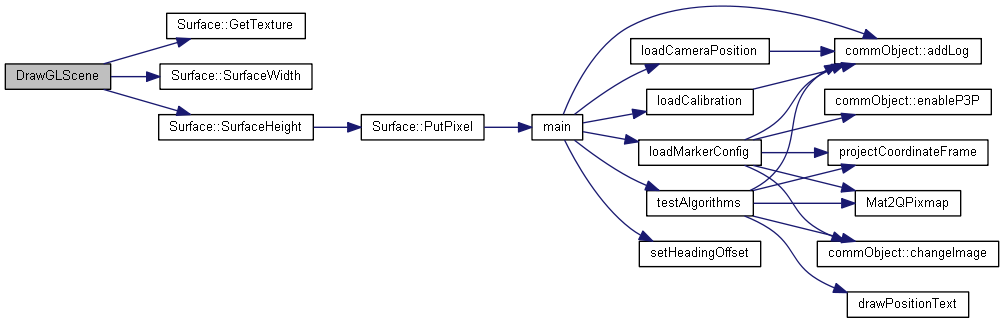 DrawGLScene
Surface::GetTexture
Surface::SurfaceWidth
Surface::SurfaceHeight
Surface::PutPixel
main
loadCameraPosition
loadCalibration
loadMarkerConfig
testAlgorithms
setHeadingOffset
commObject::addLog
commObject::enableP3P
projectCoordinateFrame
Mat2QPixmap
commObject::changeImage
drawPositionText